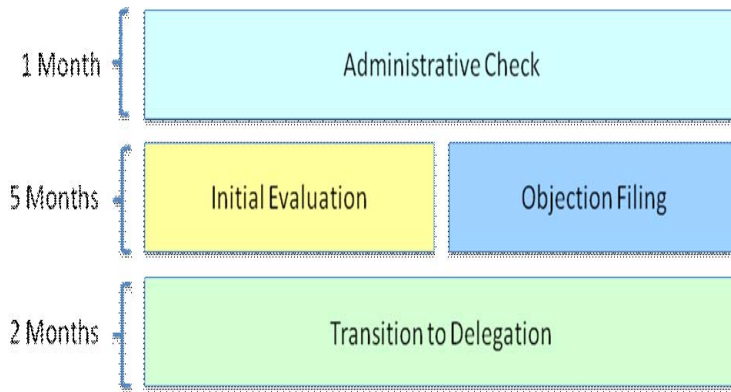 1 Month
Administrative Check
5 Months
Initial Evaluation
Objection Filing
2 Months
Transition to Delegation